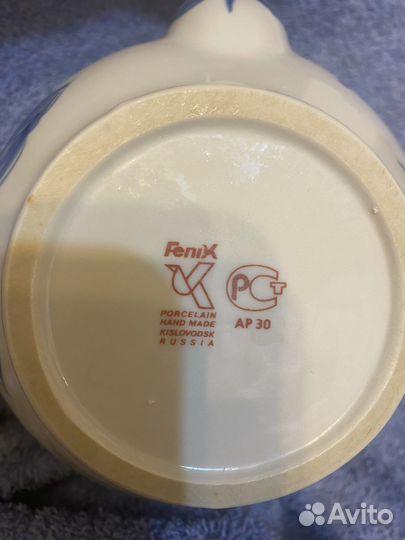 Fenix
PCT
PORCELAIN
HAND MADE
KISLOVODSK
RUSSIA
AP 30
Avito